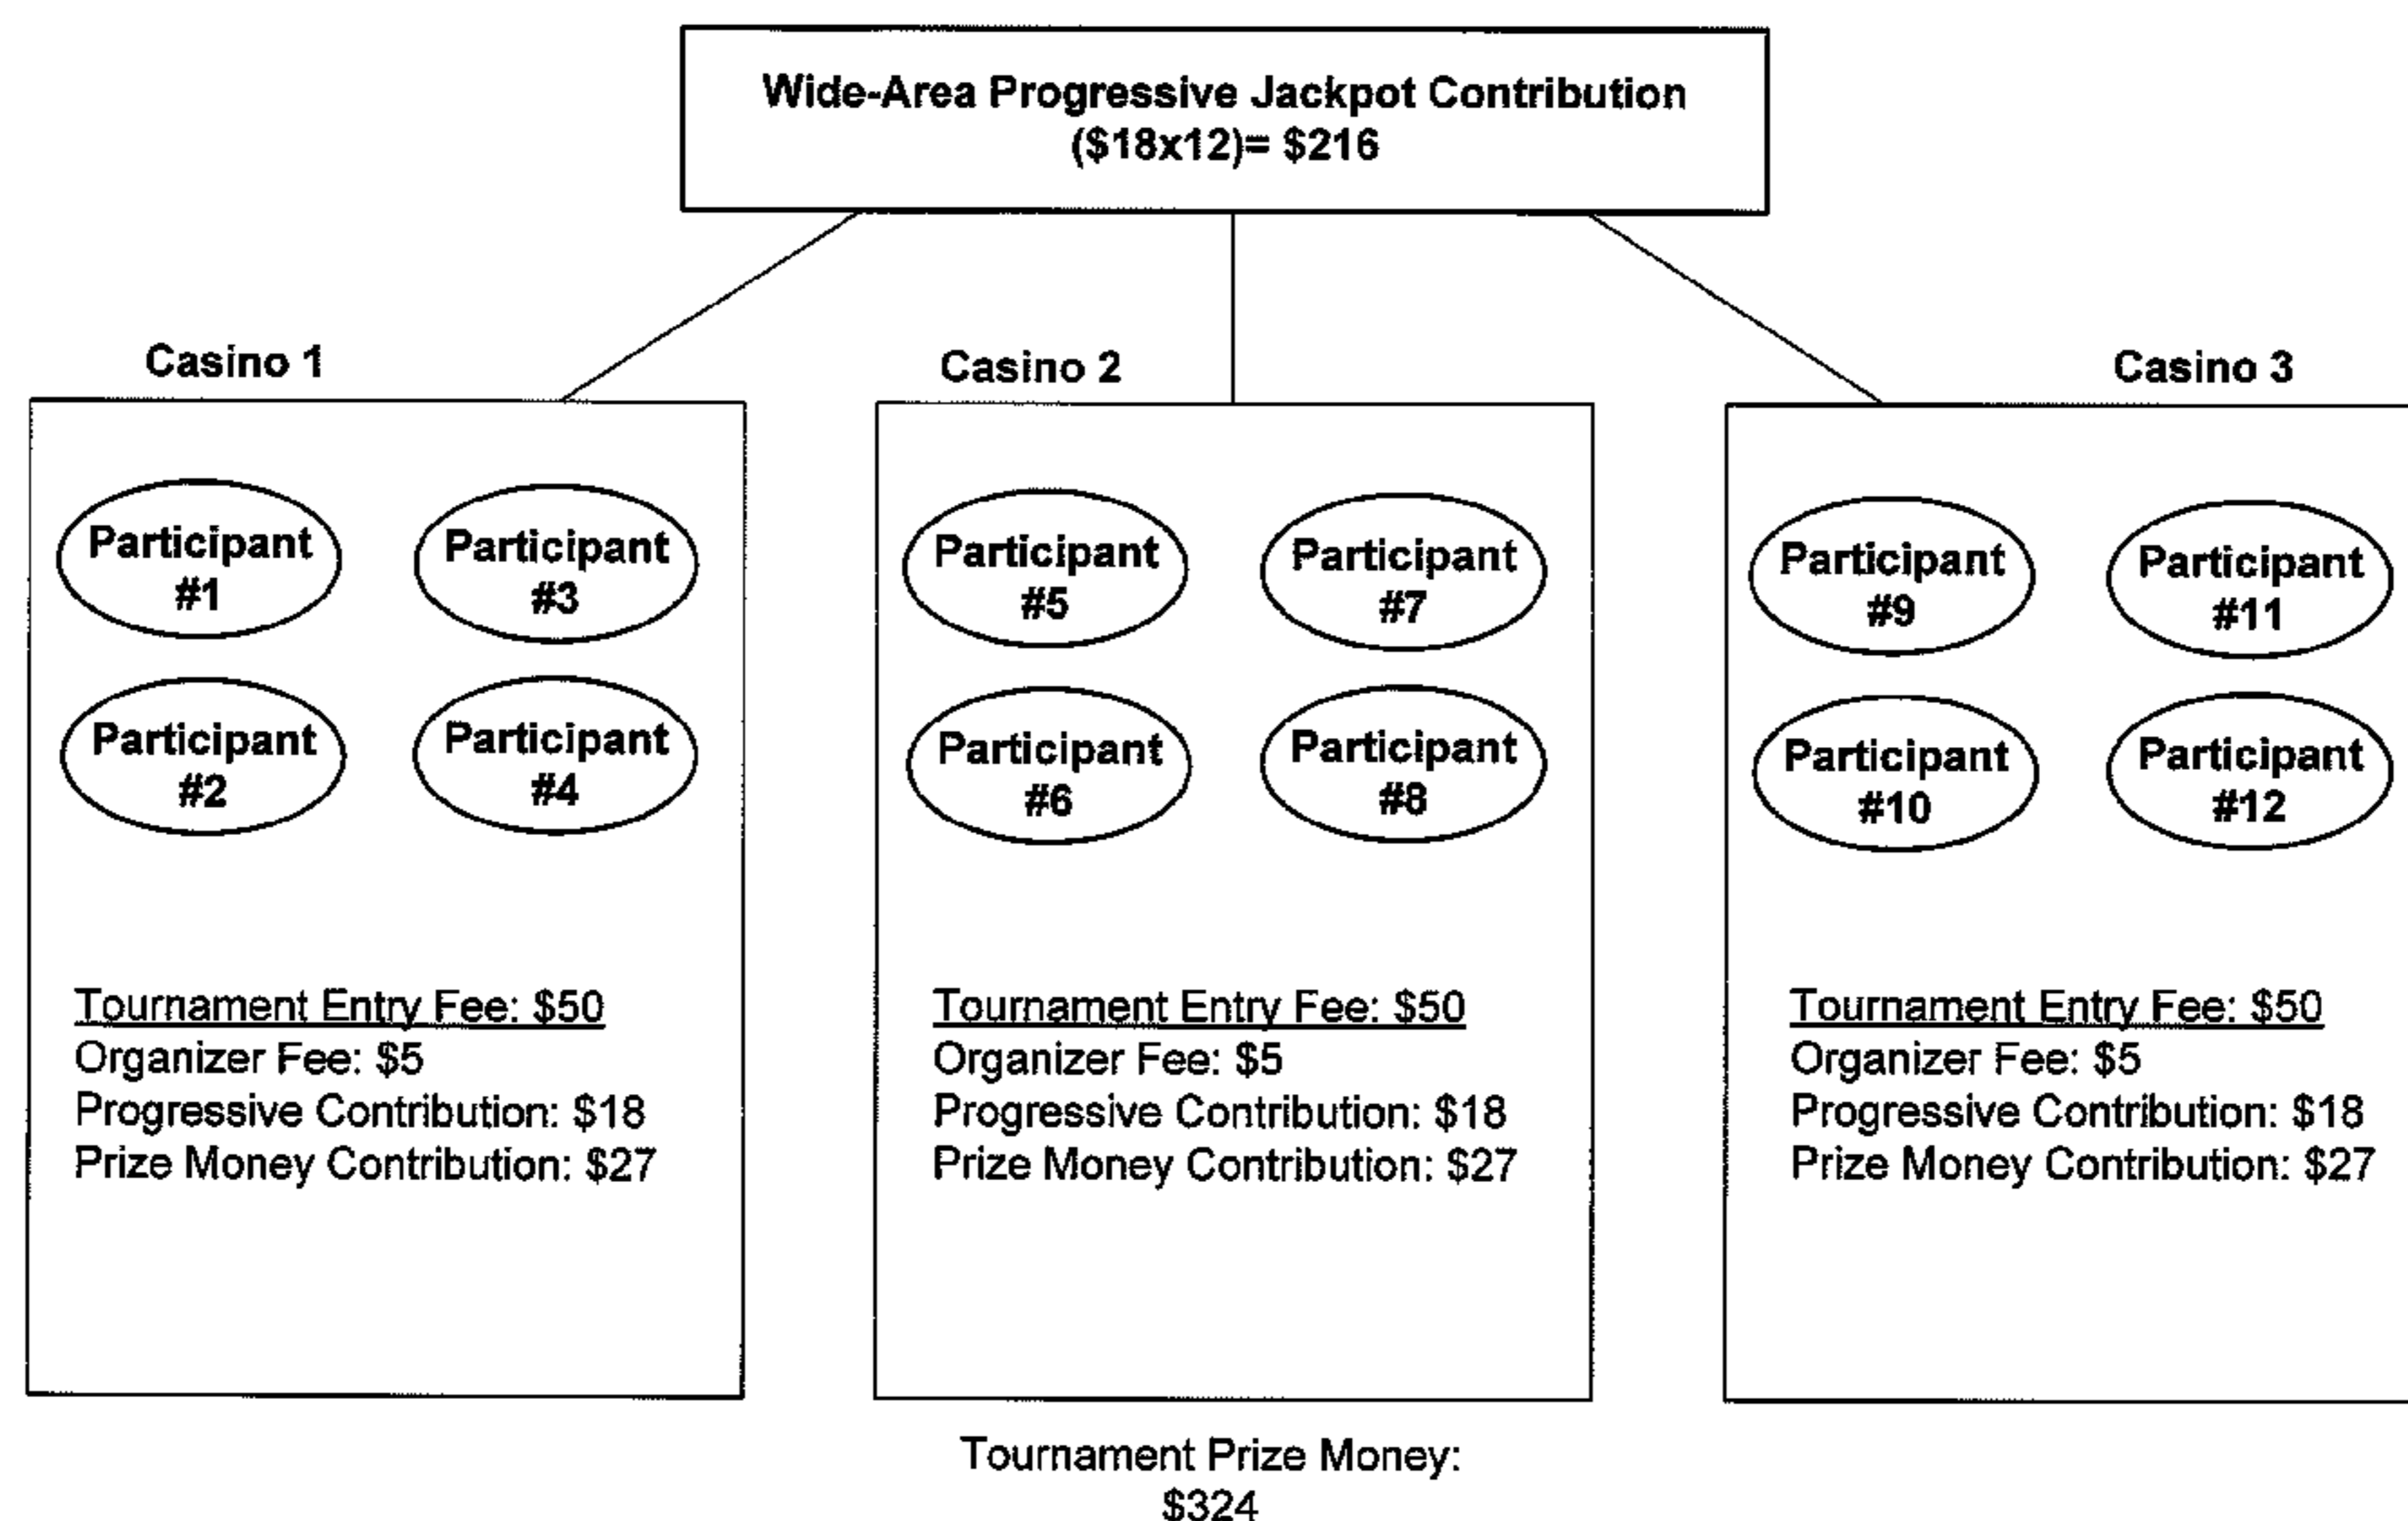 Wide-Area Progressive Jackpot Contribution
($18x12)= $216
Casino 1
Participant
#1
Participant
#3
Participant
#2
Participant
#4
Tournament Entry Fee: $50
Organizer Fee: $5
Progressive Contribution: $18
Prize Money Contribution: $27
Casino 2
Participant
#5
Participant
#7
Participant
#6
Participant
#8
Tournament Entry Fee: $50
Organizer Fee: $5
Progressive Contribution: $18
Prize Money Contribution: $27
Casino 3
Participant
#9
Participant
#11
Participant
#10
Participant
#12
Tournament Entry Fee: $50
Organizer Fee: $5
Progressive Contribution: $18
Prize Money Contribution: $27
Tournament Prize Money:
$324